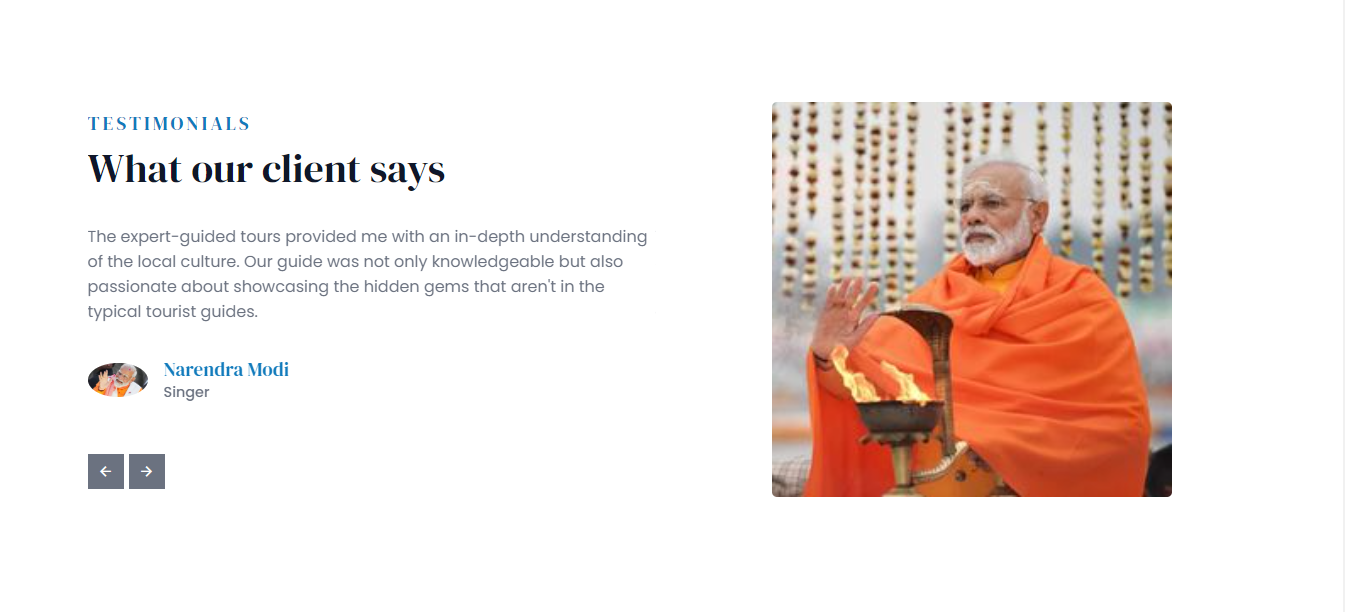 TESTIMONIALS
What our client says
The expert-guided tours provided me with an in-depth understanding
of the local culture. Our guide was not only knowledgeable but also
passionate about showcasing the hidden gems that aren't in the
typical tourist guides.
Narendra Modi
Singer